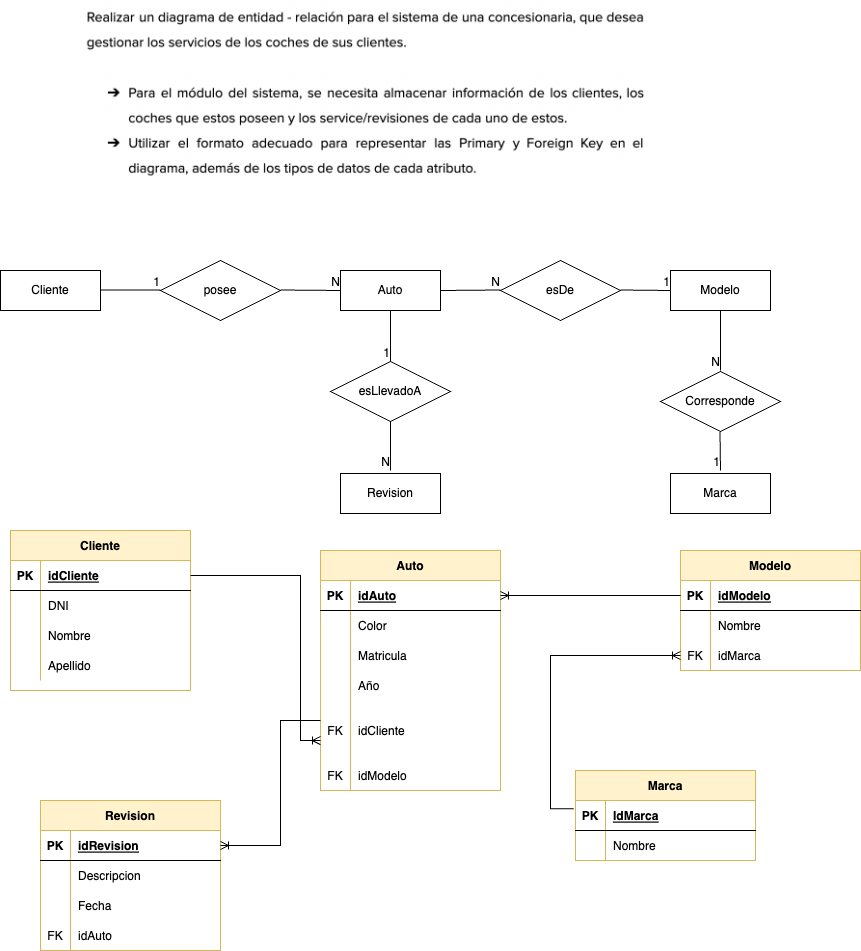 Realizar un diagrama de entidad - relación para el sistema de una concesionaria, que desea
gestionar los servicios de los coches de sus clientes.
➔ Para el módulo del sistema, se necesita almacenar información de los clientes, los
coches que estos poseen y los service/revisiones de cada uno de estos.
➔ Utilizar el formato adecuado para representar las Primary y Foreign Key en el
diagrama, además de los tipos de datos de cada atributo.
Cliente 1 posee N Auto N esDe 1 Modelo
1 N
esLlevadoA Corresponde
N 1
Revision Marca
Cliente
PK idCliente
DNI
Nombre
Apellido
Auto
PK idAuto
Color
Matricula
Año
FK idCliente
FK idModelo
Modelo
PK idModelo
Nombre
FK idMarca
Marca
PK IdMarca
Nombre
Revision
PK idRevision
Descripcion
Fecha
FK idAuto